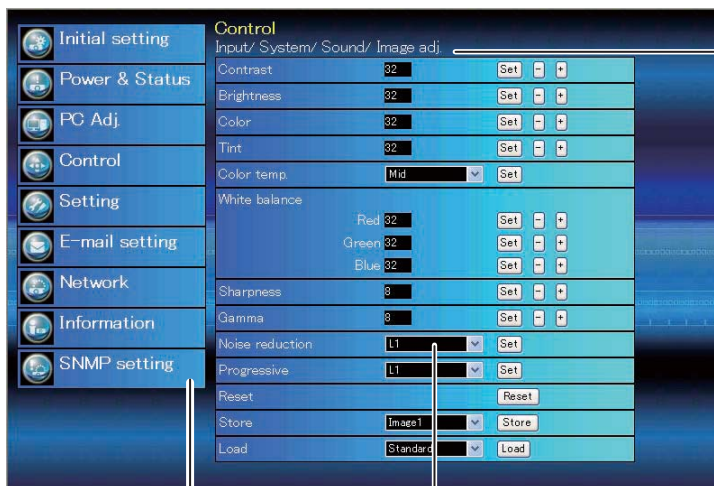 Initial setting
Power & Status
PC Adj.
Control
Setting
E-mail setting
Network
Information
SNMP setting
Control
Input/ System/ Sound/ Image adj.
Contrast 32 Set - +
Brightness 32 Set - +
Color 32 Set - +
Tint 32 Set - +
Color temp. Mid Set
White balance
Red 32 Set - +
Green 32 Set - +
Blue 32 Set - +
Sharpness 8 Set - +
Gamma 8 Set - +
Noise reduction L1 Set
Progressive L1 Set
Reset Reset
Store Image1 Store
Load Standard Load